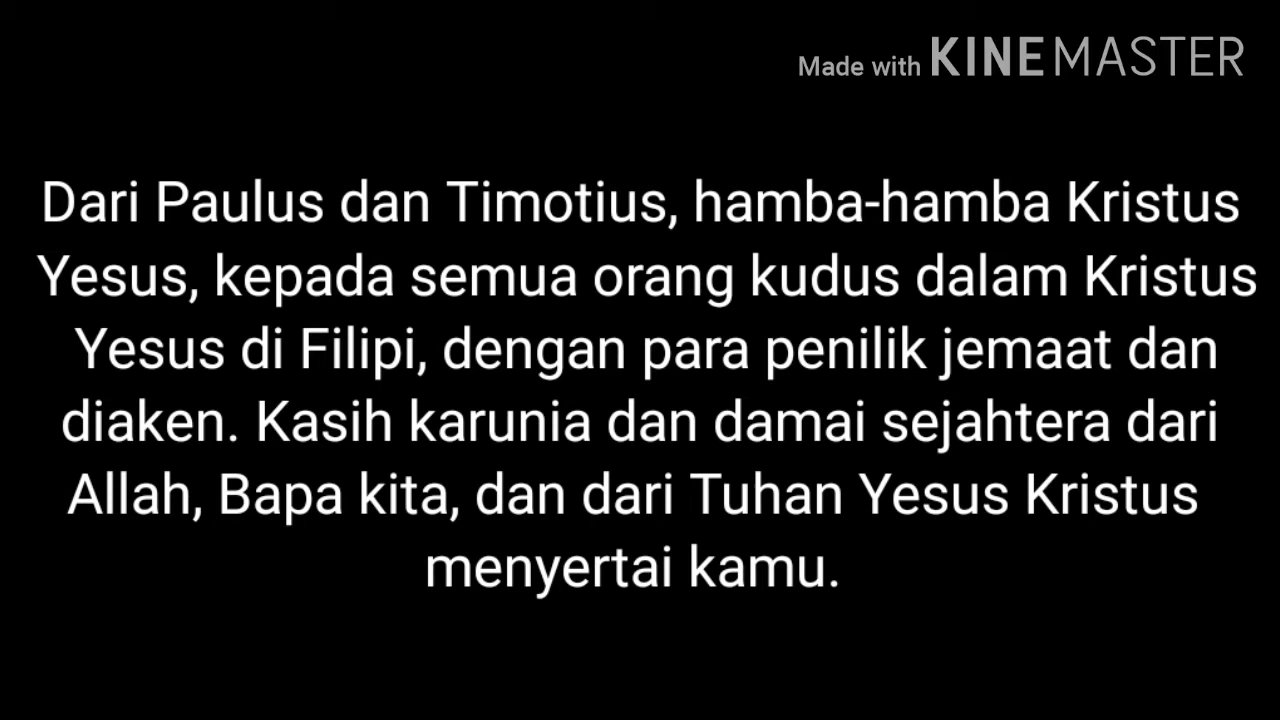 Made with KINEMASTER
Dari Paulus dan Timotius, hamba-hamba Kristus
Yesus, kepada semua orang kudus dalam Kristus
Yesus di Filipi, dengan para penilik jemaat dan
diaken. Kasih karunia dan damai sejahtera dari
Allah, Bapa kita, dan dari Tuhan Yesus Kristus
menyertai kamu.